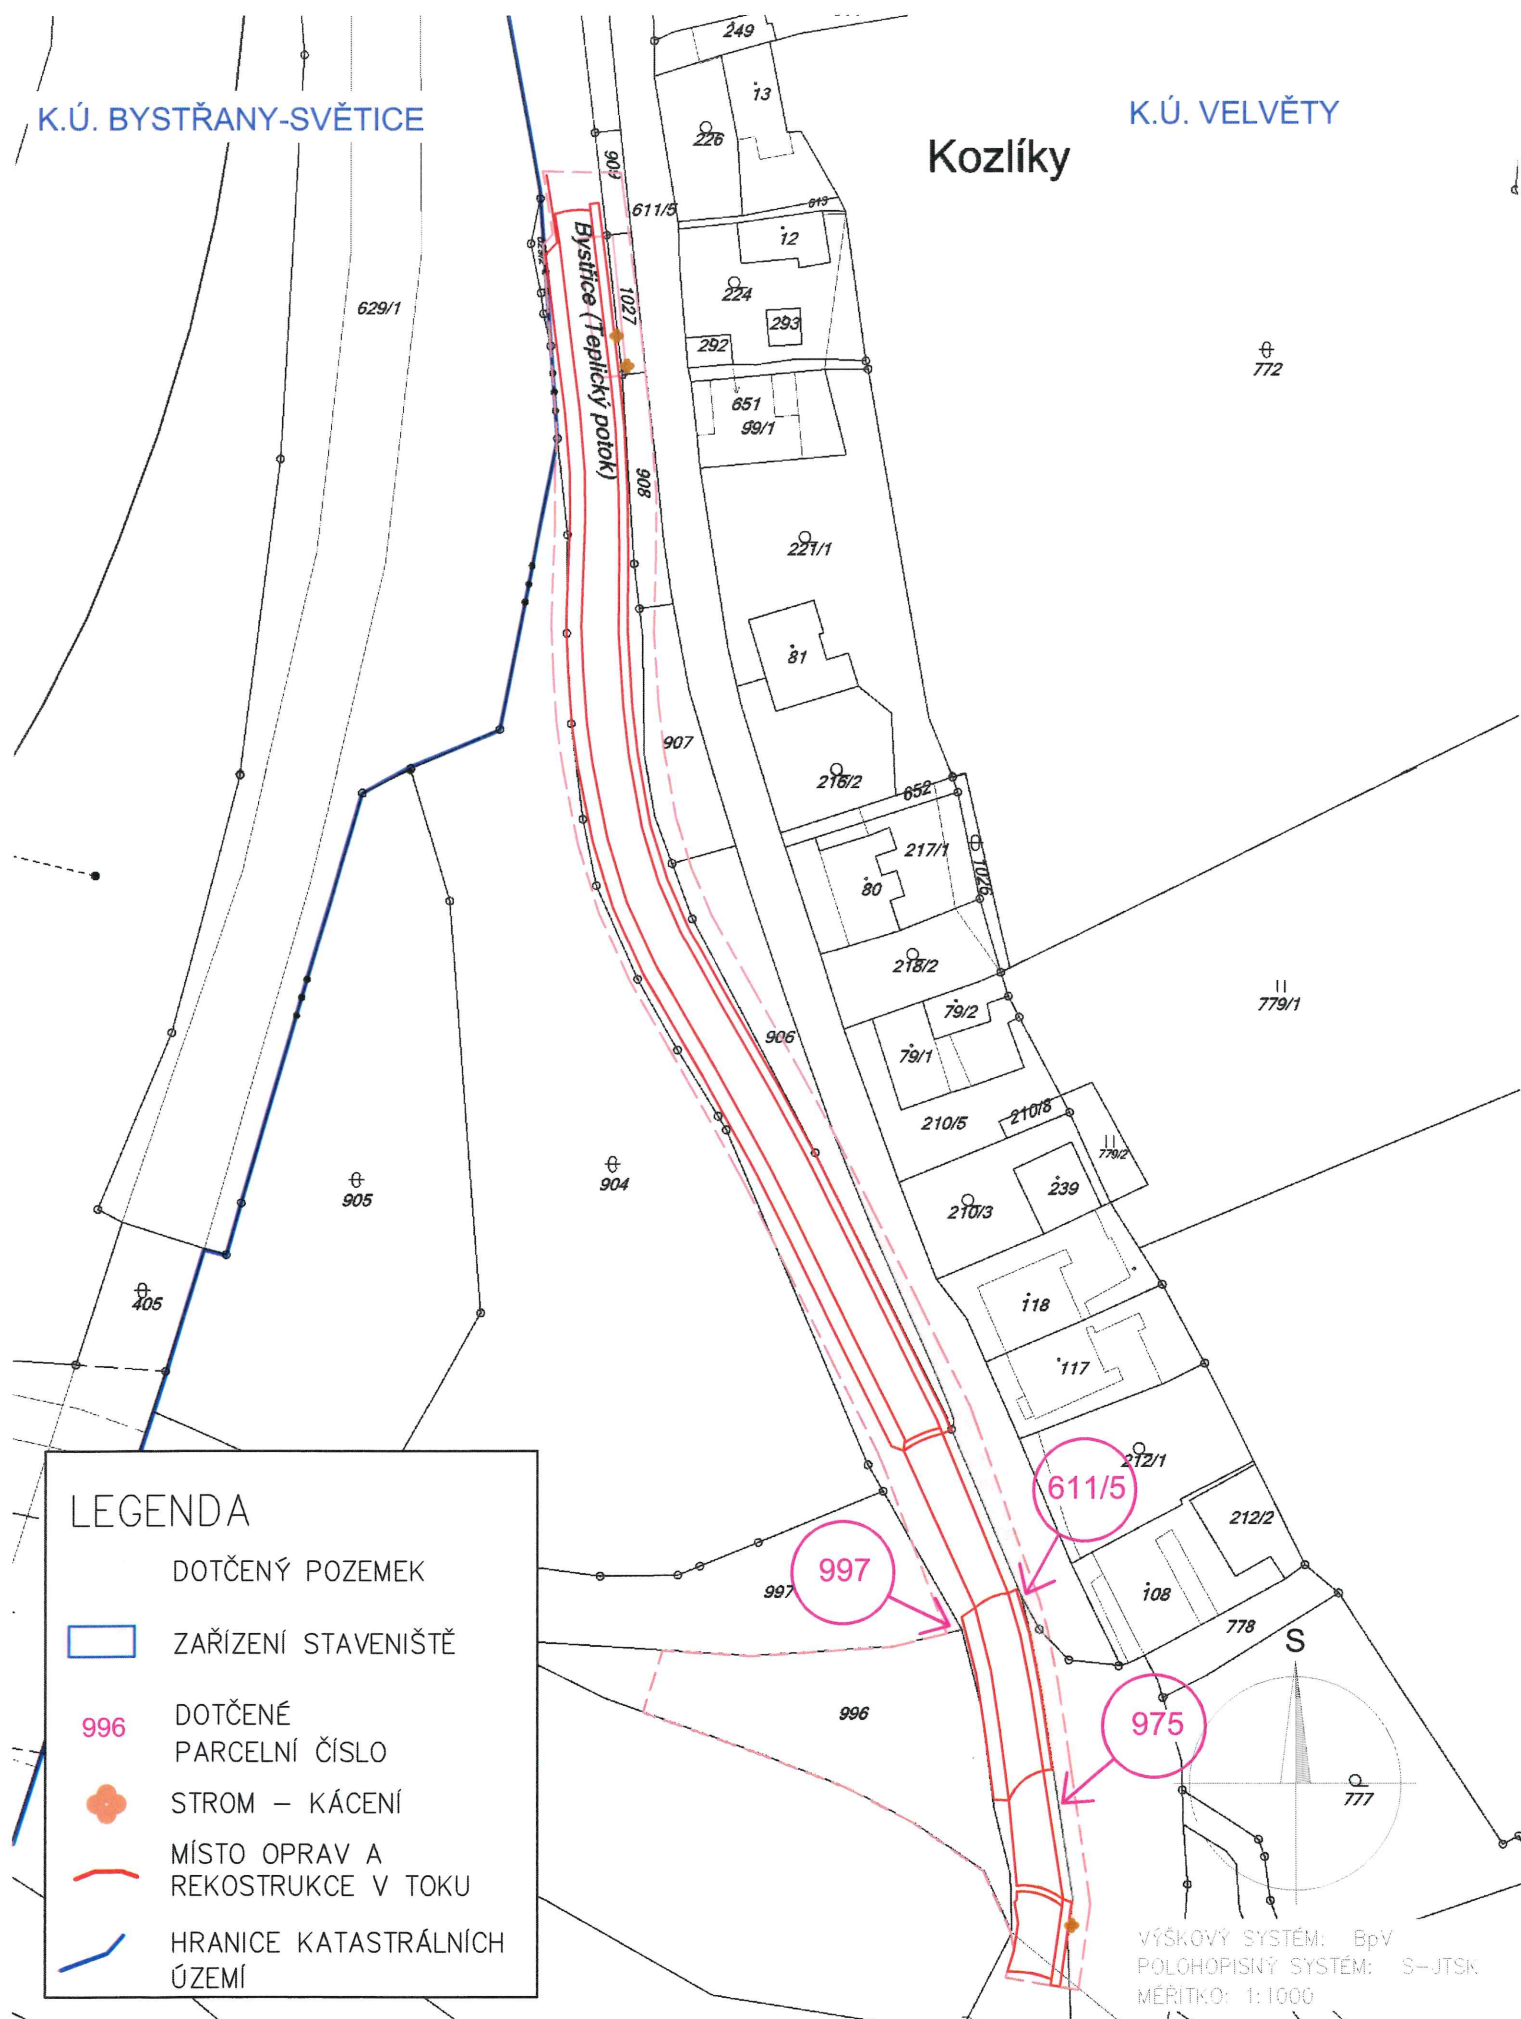 249
13
K.Ú. BYSTŘANY-SVĚTICE
K.Ú. VELVĚTY
226
Kozlíky
909
611/5
613
12
Bystřice (Teplický potok)
224
1027
629/1
293
292
772
651
99/1
908
221/1
81
907
216/2
652
217/1
1026
80
218/2
779/1
79/2
906
79/1
210/8
210/5
779/2
905
904
239
210/3
405
118
117
212/1
611/5
212/2
997
997
108
778
S
996
975
777
LEGENDA
DOTČENÝ POZEMEK
ZAŘÍZENÍ STAVENIŠTĚ
996
DOTČENÉ
PARCELNÍ ČÍSLO
STROM – KÁCENÍ
MÍSTO OPRAV A
REKOSTRUKCE V TOKU
HRANICE KATASTRÁLNÍCH
ÚZEMÍ
VÝŠKOVÝ SYSTÉM: BpV
POLOHOPISNÝ SYSTÉM: S-JTSK
MĚŘÍTKO: 1:1000